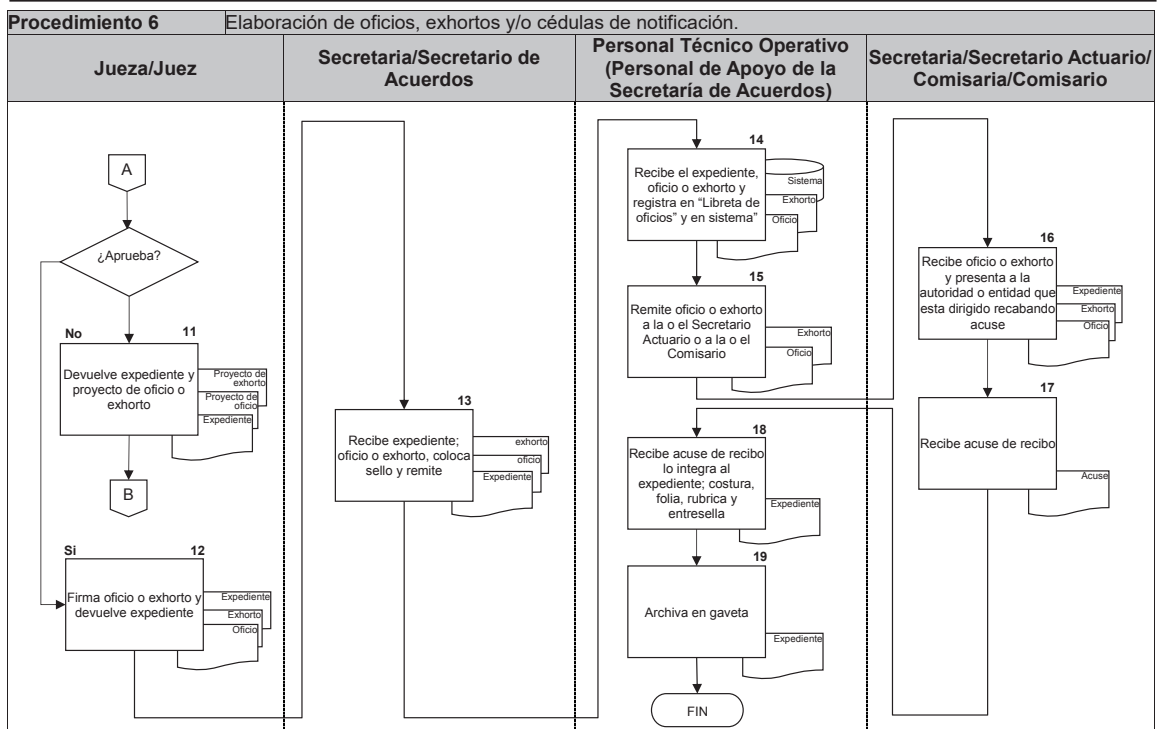 Procedimiento 6 Elaboración de oficios, exhortos y/o cédulas de notificación.
Jueza/Juez
Secretaria/Secretario de
Acuerdos
Personal Técnico Operativo
(Personal de Apoyo de la
Secretaría de Acuerdos)
Secretaria/Secretario Actuario/
Comisaria/Comisario
A
¿Aprueba?
No 11
Devuelve expediente y
proyecto de oficio o
exhorto
Proyecto de
exhorto
Proyecto de
oficio
Expediente
B
Si 12
Firma oficio o exhorto y
devuelve expediente
Expediente
Exhorto
Oficio
13
Recibe expediente;
oficio o exhorto, coloca
sello y remite
exhorto
oficio
Expediente
14
Recibe el expediente,
oficio o exhorto y
registra en “Libreta de
oficios” y en sistema”
Sistema
Exhorto
Oficio
15
Remite oficio o exhorto
a la o el Secretario
Actuario o a la o el
Comisario
Exhorto
Oficio
16
Recibe oficio o exhorto
y presenta a la
autoridad o entidad que
esta dirigido recabando
acuse
Expediente
Exhorto
Oficio
17
Recibe acuse de recibo
Acuse
18
Recibe acuse de recibo
lo integra al
expediente; costura,
folia, rubrica y
entresella
Expediente
19
Archiva en gaveta
Expediente
FIN